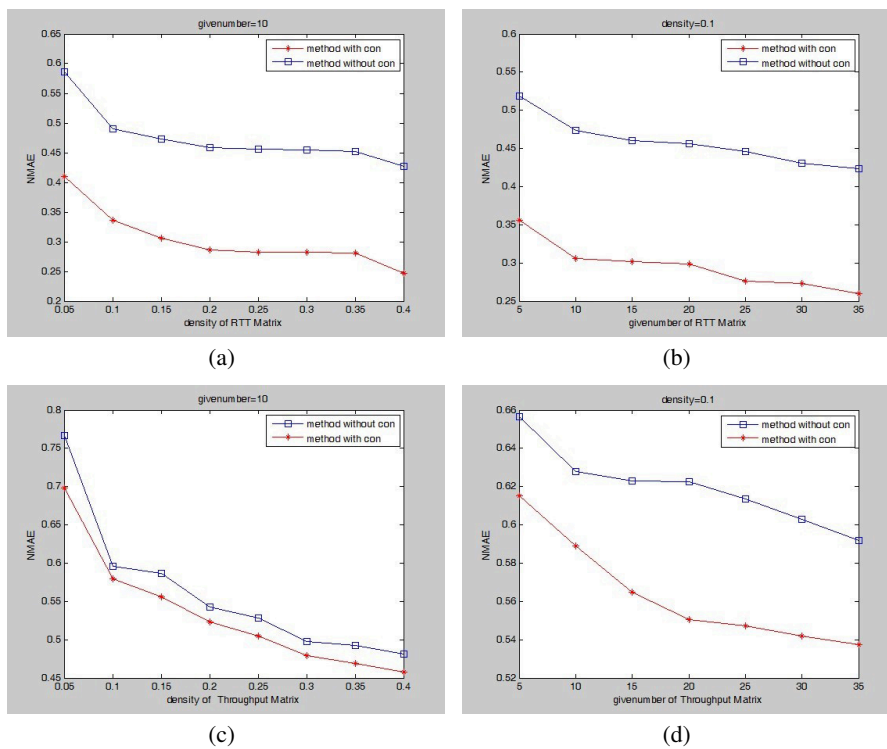 givenumber=10
0.65
0.6
0.55
0.5
0.45
0.4
0.35
0.3
0.25
0.2
NMAE
method with con
method without con
0.05 0.1 0.15 0.2 0.25 0.3 0.35 0.4
density of RTT Matrix
(a)
density=0.1
0.6
0.55
0.5
0.45
0.4
0.35
0.3
0.25
NMAE
method with con
method without con
5 10 15 20 25 30 35
givenumber of RTT Matrix
(b)
givenumber=10
0.8
0.75
0.7
0.65
0.6
0.55
0.5
0.45
NMAE
method without con
method with con
0.05 0.1 0.15 0.2 0.25 0.3 0.35 0.4
density of Throughput Matrix
(c)
density=0.1
0.66
0.64
0.62
0.6
0.58
0.56
0.54
0.52
NMAE
method without con
method with con
5 10 15 20 25 30 35
givenumber of Throughput Matrix
(d)